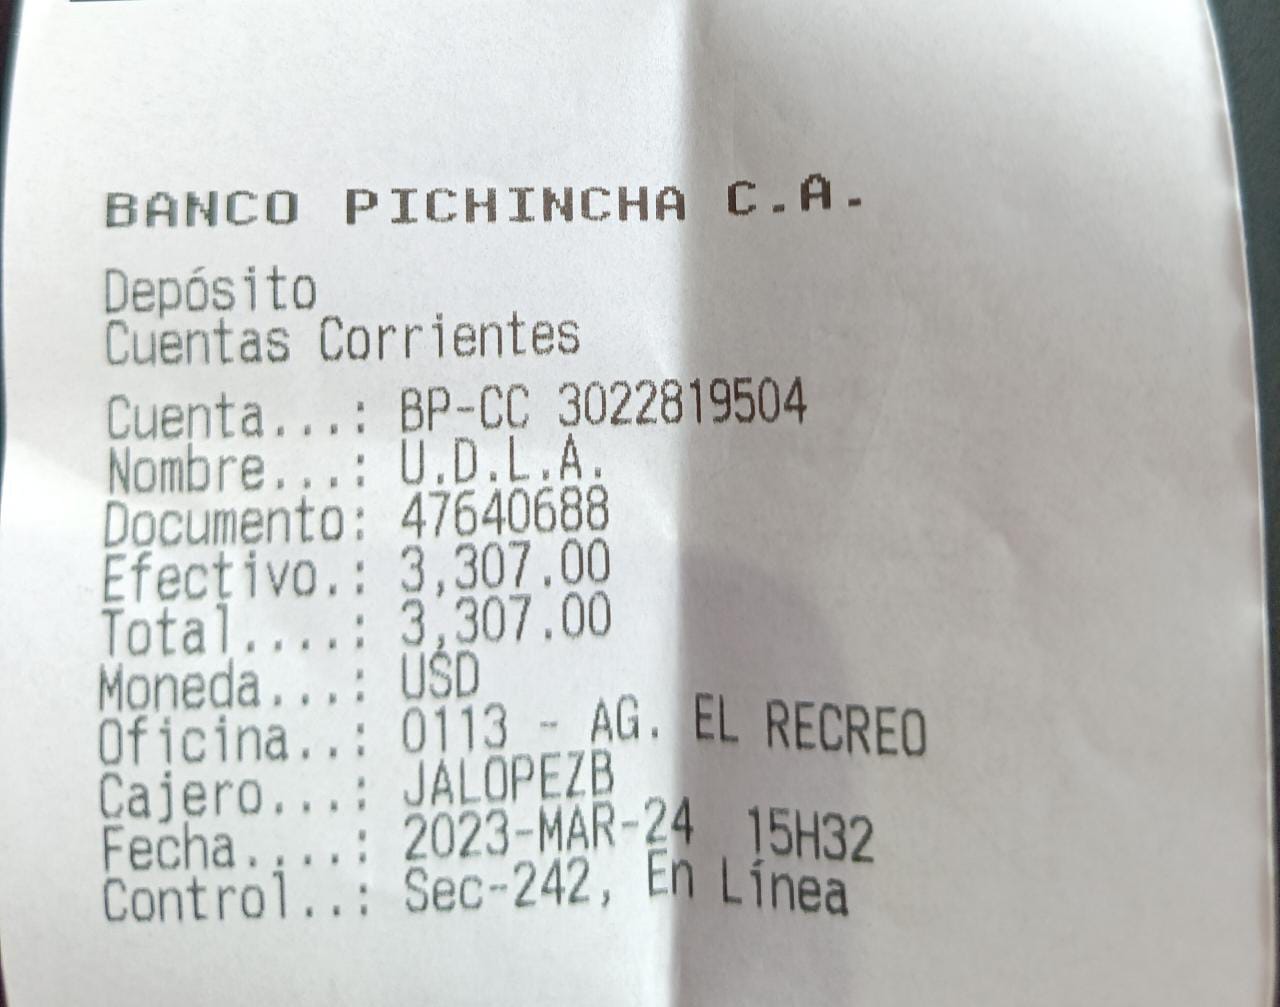 BANCO PICHINCHA C.A.
Depósito
Cuentas Corrientes
Cuenta...: BP-CC 3022819504
Nombre...: U.D.L.A.
Documento: 47640688
Efectivo.: 3,307.00
Total....: 3,307.00
Moneda...: USD
Oficina..: 0113 - AG. EL RECREO
Cajero...: JALOPEZB
Fecha....: 2023-MAR-24 15H32
Control..: Sec-242, En Línea